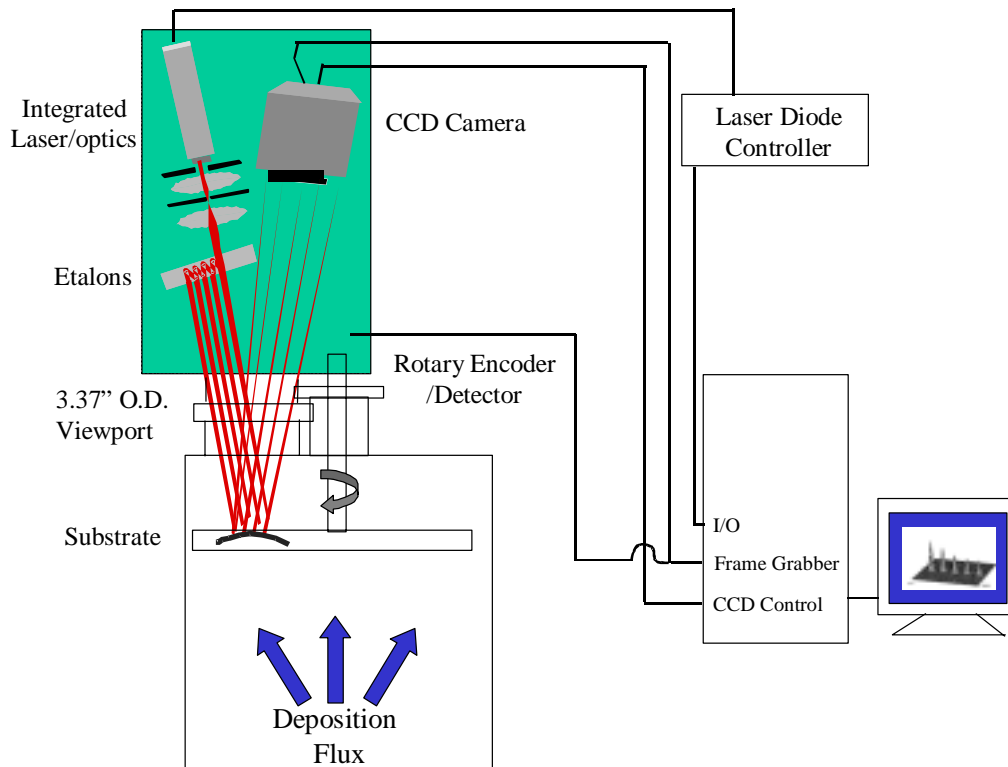 Integrated
Laser/optics
CCD Camera
Laser Diode
Controller
Etalons
Rotary Encoder
/Detector
3.37” O.D.
Viewport
Substrate
I/O
Frame Grabber
CCD Control
Deposition
Flux